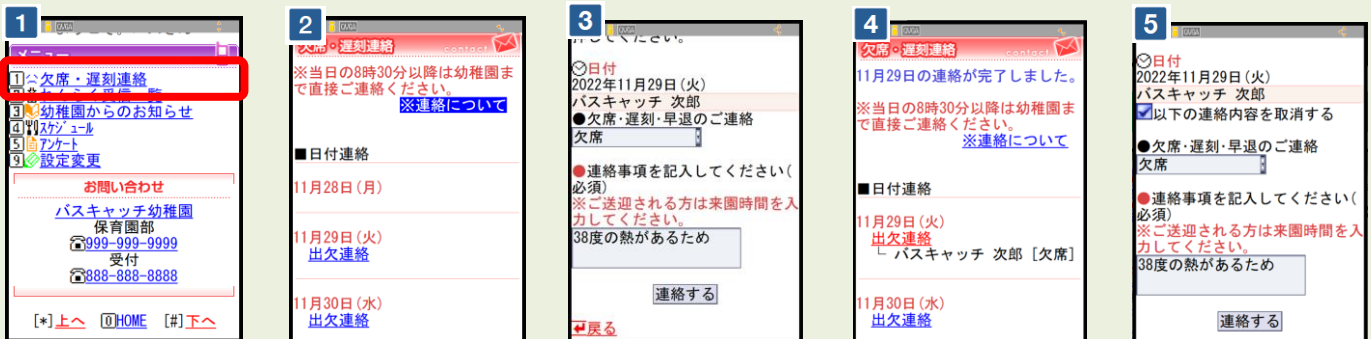 1
メニュー
1 欠席・遅刻連絡
3 幼稚園からのお知らせ
4 スケジュール
5 アンケート
9 設定変更
お問い合わせ
バスキャッチ幼稚園
保育園部
999-999-9999
受付
888-888-8888
[*]上へ 0HOME [#]下へ
2
欠席・遅刻連絡 contact
※当日の8時30分以降は幼稚園ま
で直接ご連絡ください。
※連絡について
■日付連絡
11月28日(月)
11月29日(火)
出欠連絡
11月30日(水)
出欠連絡
3
押してください。
日付
2022年11月29日(火)
バスキャッチ 次郎
●欠席・遅刻・早退のご連絡
欠席
●連絡事項を記入してください(
必須)
※ご送迎される方は来園時間を入
力してください。
38度の熱があるため
連絡する
戻る
4
欠席・遅刻連絡 contact
11月29日の連絡が完了しました。
※当日の8時30分以降は幼稚園ま
で直接ご連絡ください。
※連絡について
■日付連絡
11月29日(火)
出欠連絡
└ バスキャッチ 次郎 [欠席]
11月30日(水)
出欠連絡
5
日付
2022年11月29日(火)
バスキャッチ 次郎
以下の連絡内容を取消する
●欠席・遅刻・早退のご連絡
欠席
●連絡事項を記入してください(
必須)
※ご送迎される方は来園時間を入
力してください。
38度の熱があるため
連絡する